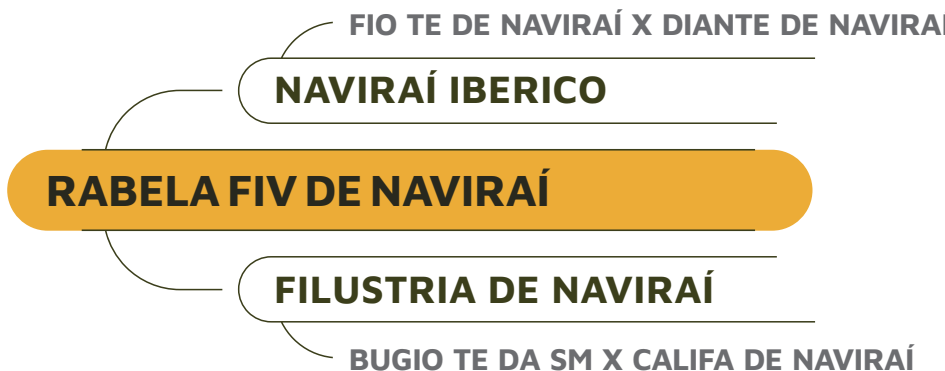 FIO TE DE NAVIRAÍ X DIANTE DE NAVIRAÍ
NAVIRAÍ IBERICO
RABELA FIV DE NAVIRAÍ
FILUSTRIA DE NAVIRAÍ
BUGIO TE DA SM X CALIFA DE NAVIRAÍ